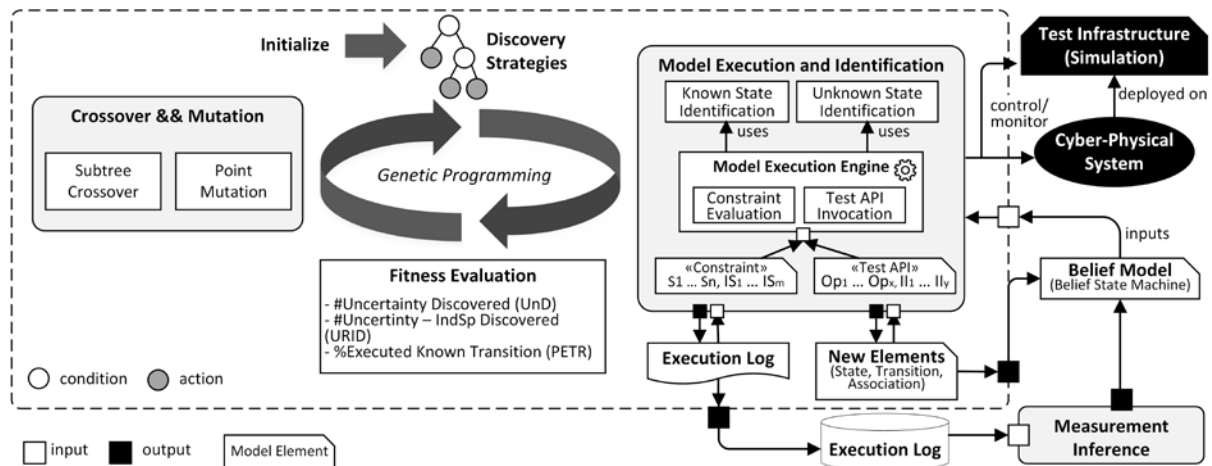 Initialize
Discovery
Strategies
Crossover && Mutation
Subtree
Crossover
Point
Mutation
Genetic Programming
Fitness Evaluation
- #Uncertainty Discovered (UnD)
- #Uncertinty – IndSp Discovered
(URID)
- %Executed Known Transition (PETR)
condition
action
Model Execution and Identification
Known State
Identification
Unknown State
Identification
uses
uses
Model Execution Engine
Constraint
Evaluation
Test API
Invocation
«Constraint»
S1 ... Sn, IS1 ... ISm
«Test API»
Op1 ... Opx, II1 ... IIy
Execution Log
New Elements
(State, Transition,
Association)
Test Infrastructure
(Simulation)
deployed on
control/
monitor
Cyber-Physical
System
inputs
Belief Model
(Belief State Machine)
Measurement
Inference
Execution Log
input
output
Model Element